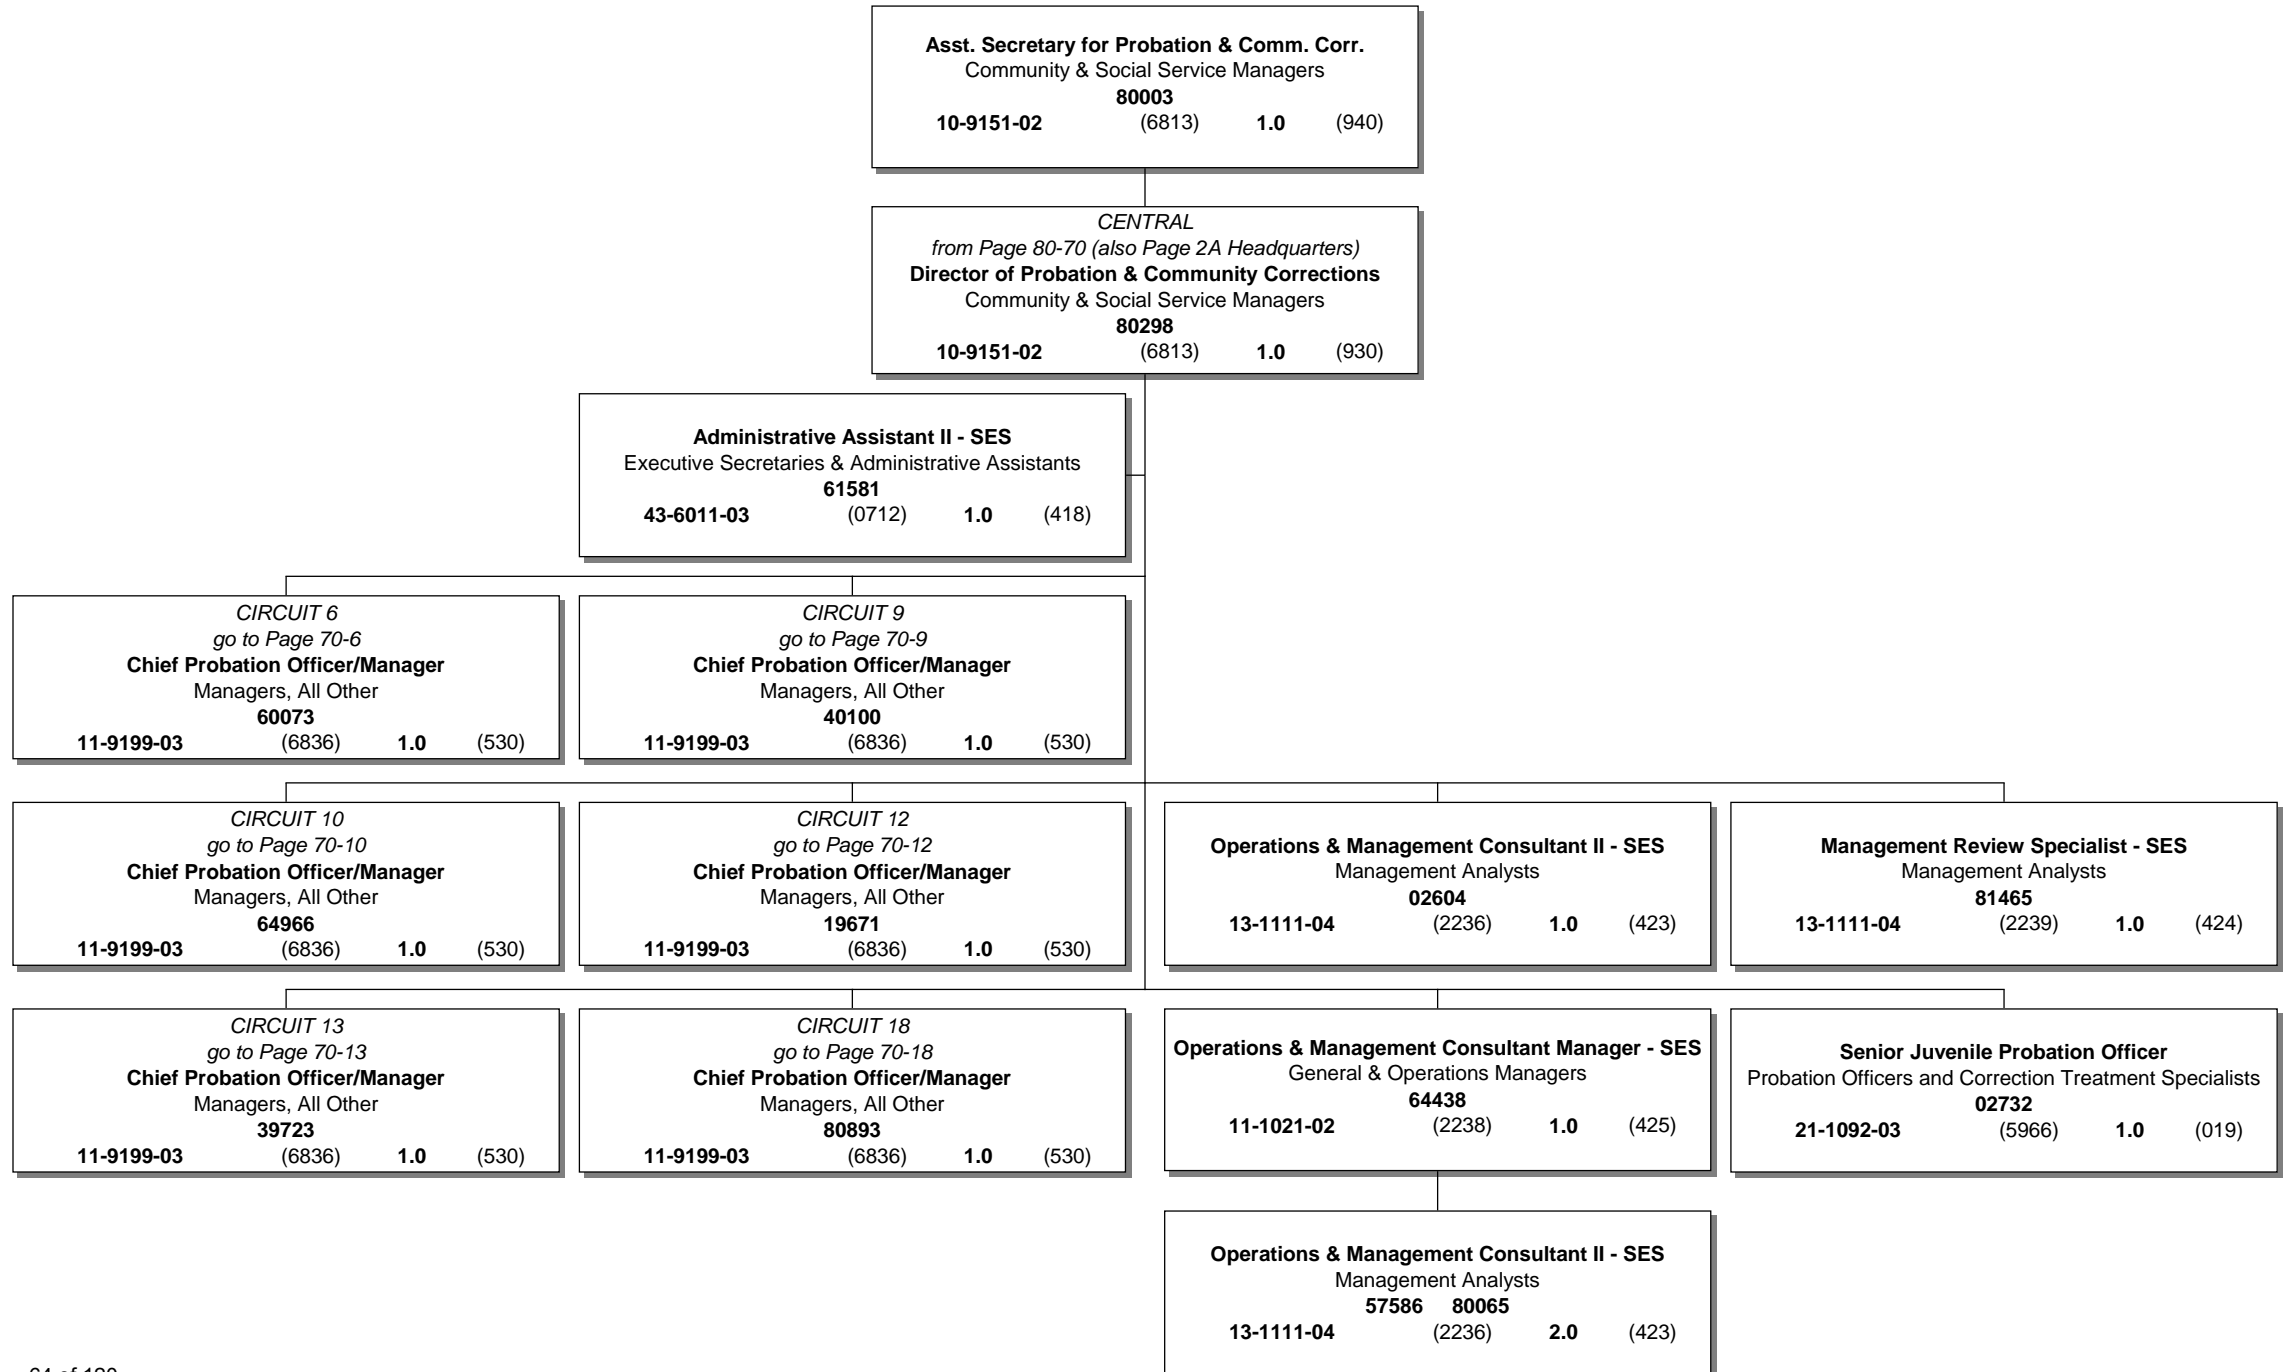 Asst. Secretary for Probation & Comm. Corr.
Community & Social Service Managers
80003
10-9151-02 (6813) 1.0 (940)
CENTRAL
from Page 80-70 (also Page 2A Headquarters)
Director of Probation & Community Corrections
Community & Social Service Managers
80298
10-9151-02 (6813) 1.0 (930)
Administrative Assistant II - SES
Executive Secretaries & Administrative Assistants
61581
43-6011-03 (0712) 1.0 (418)
CIRCUIT 6
go to Page 70-6
Chief Probation Officer/Manager
Managers, All Other
60073
11-9199-03 (6836) 1.0 (530)
CIRCUIT 9
go to Page 70-9
Chief Probation Officer/Manager
Managers, All Other
40100
11-9199-03 (6836) 1.0 (530)
CIRCUIT 10
go to Page 70-10
Chief Probation Officer/Manager
Managers, All Other
64966
11-9199-03 (6836) 1.0 (530)
CIRCUIT 12
go to Page 70-12
Chief Probation Officer/Manager
Managers, All Other
19671
11-9199-03 (6836) 1.0 (530)
Operations & Management Consultant II - SES
Management Analysts
02604
13-1111-04 (2236) 1.0 (423)
Management Review Specialist - SES
Management Analysts
81465
13-1111-04 (2239) 1.0 (424)
CIRCUIT 13
go to Page 70-13
Chief Probation Officer/Manager
Managers, All Other
39723
11-9199-03 (6836) 1.0 (530)
CIRCUIT 18
go to Page 70-18
Chief Probation Officer/Manager
Managers, All Other
80893
11-9199-03 (6836) 1.0 (530)
Operations & Management Consultant Manager - SES
General & Operations Managers
64438
11-1021-02 (2238) 1.0 (425)
Senior Juvenile Probation Officer
Probation Officers and Correction Treatment Specialists
02732
21-1092-03 (5966) 1.0 (019)
Operations & Management Consultant II - SES
Management Analysts
57586 80065
13-1111-04 (2236) 2.0 (423)